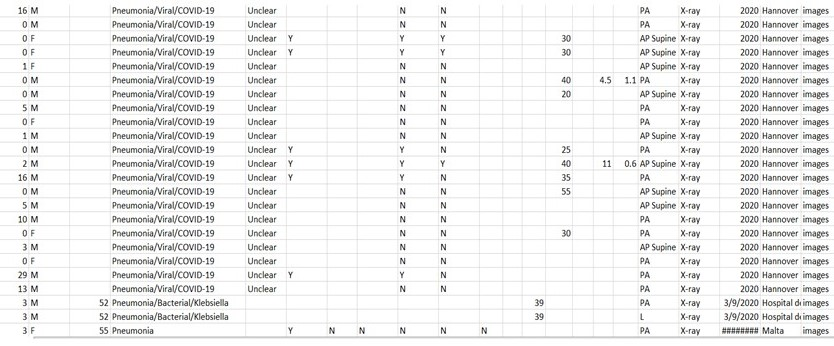 16 M Pneumonia/Viral/COVID-19 Unclear N N PA X-ray 2020 Hannover images
0 M Pneumonia/Viral/COVID-19 Unclear N N PA X-ray 2020 Hannover images
0 F Pneumonia/Viral/COVID-19 Unclear Y Y Y 30 AP Supine X-ray 2020 Hannover images
0 F Pneumonia/Viral/COVID-19 Unclear Y Y Y 30 AP Supine X-ray 2020 Hannover images
1 F Pneumonia/Viral/COVID-19 Unclear N N AP Supine X-ray 2020 Hannover images
0 M Pneumonia/Viral/COVID-19 Unclear N N 40 4.5 1.1 PA X-ray 2020 Hannover images
0 M Pneumonia/Viral/COVID-19 Unclear N N 20 AP Supine X-ray 2020 Hannover images
5 M Pneumonia/Viral/COVID-19 Unclear N N PA X-ray 2020 Hannover images
0 F Pneumonia/Viral/COVID-19 Unclear N N PA X-ray 2020 Hannover images
1 M Pneumonia/Viral/COVID-19 Unclear N N AP Supine X-ray 2020 Hannover images
0 M Pneumonia/Viral/COVID-19 Unclear Y Y N 25 PA X-ray 2020 Hannover images
2 M Pneumonia/Viral/COVID-19 Unclear Y Y Y 40 11 0.6 AP Supine X-ray 2020 Hannover images
16 M Pneumonia/Viral/COVID-19 Unclear Y Y N 35 PA X-ray 2020 Hannover images
0 M Pneumonia/Viral/COVID-19 Unclear N N 55 AP Supine X-ray 2020 Hannover images
5 M Pneumonia/Viral/COVID-19 Unclear N N AP Supine X-ray 2020 Hannover images
10 M Pneumonia/Viral/COVID-19 Unclear N N PA X-ray 2020 Hannover images
0 F Pneumonia/Viral/COVID-19 Unclear N N 30 PA X-ray 2020 Hannover images
3 M Pneumonia/Viral/COVID-19 Unclear N N AP Supine X-ray 2020 Hannover images
0 F Pneumonia/Viral/COVID-19 Unclear N N PA X-ray 2020 Hannover images
29 M Pneumonia/Viral/COVID-19 Unclear Y Y N PA X-ray 2020 Hannover images
13 M Pneumonia/Viral/COVID-19 Unclear N N PA X-ray 2020 Hannover images
3 M 52 Pneumonia/Bacterial/Klebsiella 39 PA X-ray 3/9/2020 Hospital d images
3 M 52 Pneumonia/Bacterial/Klebsiella 39 L X-ray 3/9/2020 Hospital d images
3 F 55 Pneumonia Y N N N N N PA X-ray ######## Malta images